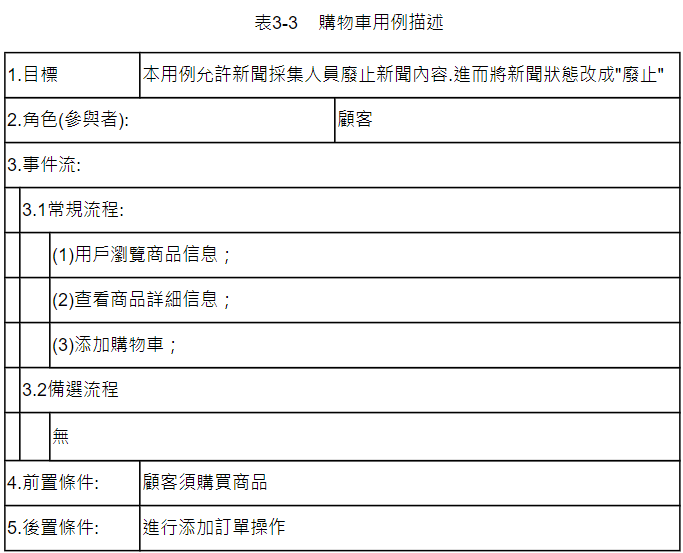 表3-3 購物車用例描述
1.目標 本用例允許新聞採集人員廢止新聞內容.進而將新聞狀態改成"廢止"
2.角色(參與者): 顧客
3.事件流:
3.1常規流程:
(1)用戶瀏覽商品信息；
(2)查看商品詳細信息；
(3)添加購物車；
3.2備選流程
無
4.前置條件: 顧客須購買商品
5.後置條件: 進行添加訂單操作